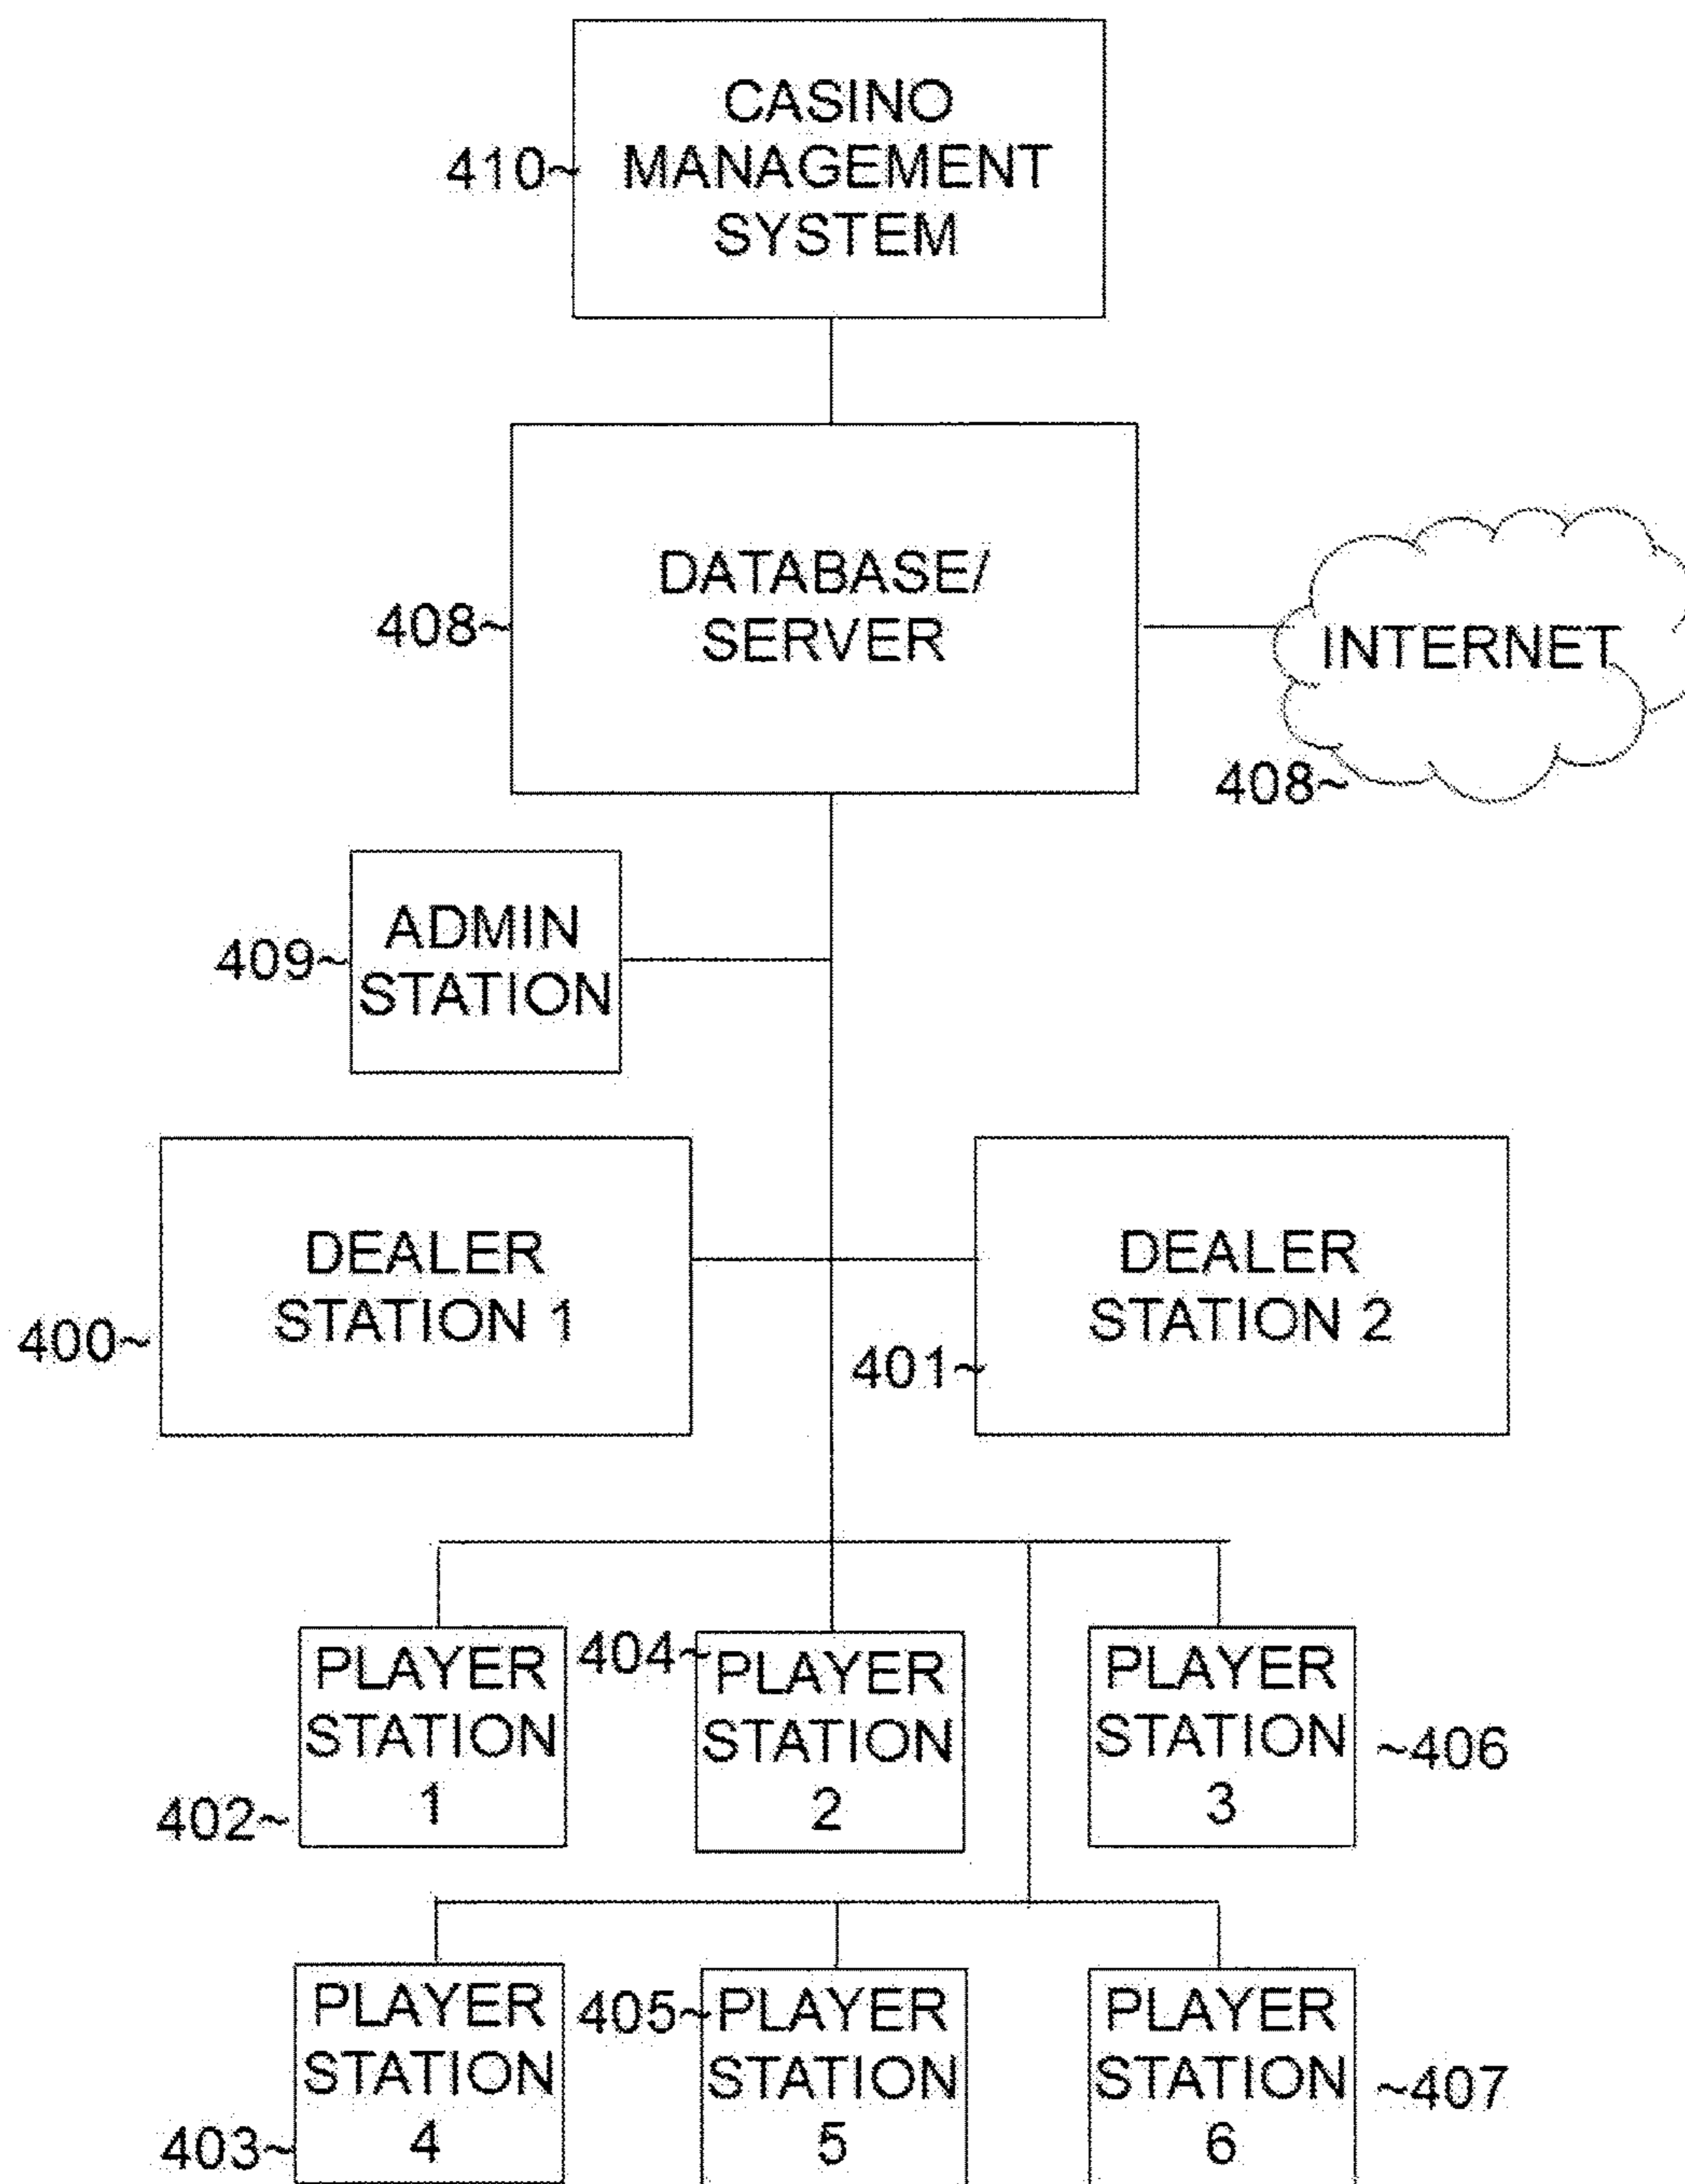 CASINO
410~ MANAGEMENT
SYSTEM
DATABASE/
408~ SERVER
INTERNET
408~
ADMIN
409~ STATION
DEALER
STATION 1
400~
DEALER
STATION 2
401~
PLAYER
STATION
1
402~
404~ PLAYER
STATION
2
PLAYER
STATION
3
~406
PLAYER
STATION
4
403~
405~ PLAYER
STATION
5
PLAYER
STATION
6
~407